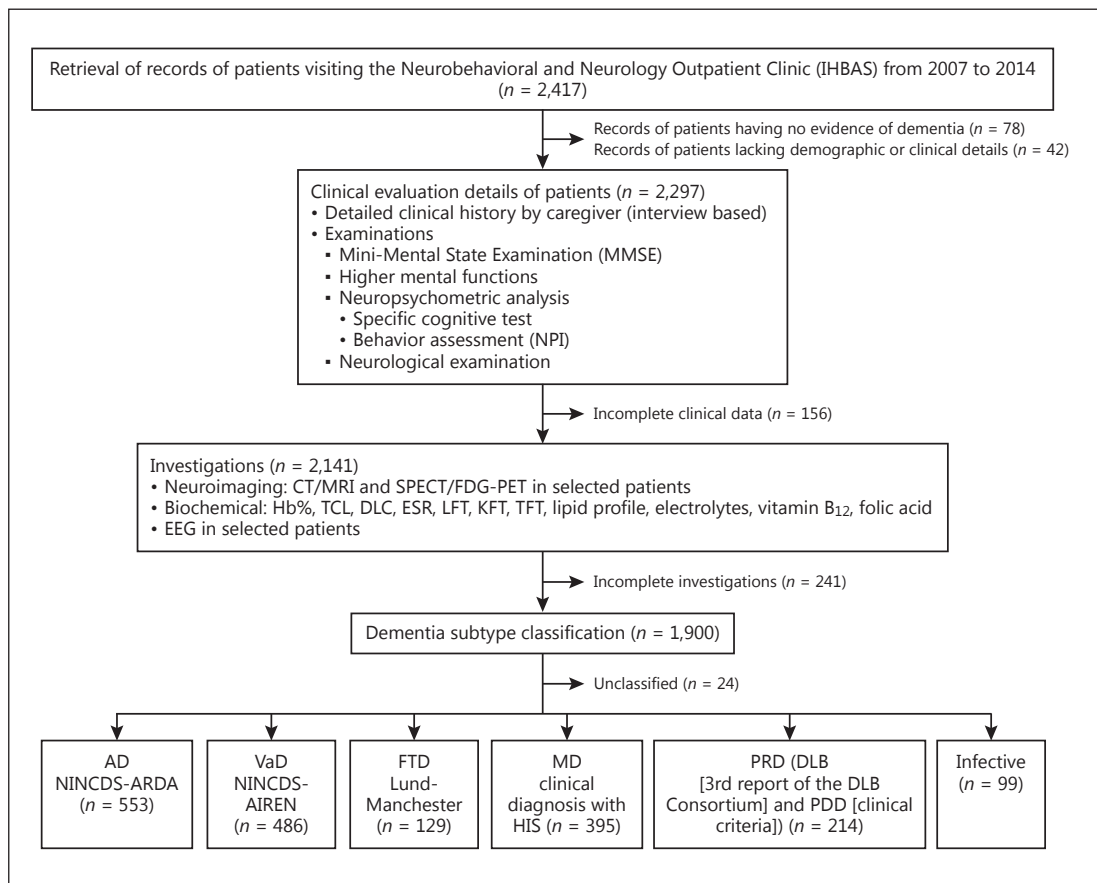 Retrieval of records of patients visiting the Neurobehavioral and Neurology Outpatient Clinic (IHBAS) from 2007 to 2014
(n = 2,417)
Records of patients having no evidence of dementia (n = 78)
Records of patients lacking demographic or clinical details (n = 42)
Clinical evaluation details of patients (n = 2,297)
• Detailed clinical history by caregiver (interview based)
• Examinations
▪ Mini-Mental State Examination (MMSE)
▪ Higher mental functions
▪ Neuropsychometric analysis
• Specific cognitive test
• Behavior assessment (NPI)
▪ Neurological examination
Incomplete clinical data (n = 156)
Investigations (n = 2,141)
• Neuroimaging: CT/MRI and SPECT/FDG-PET in selected patients
• Biochemical: Hb%, TCL, DLC, ESR, LFT, KFT, TFT, lipid profile, electrolytes, vitamin B12, folic acid
• EEG in selected patients
Incomplete investigations (n = 241)
Dementia subtype classification (n = 1,900)
Unclassified (n = 24)
AD
NINCDS-ARDA
(n = 553)
VaD
NINCDS-
AIREN
(n = 486)
FTD
Lund-
Manchester
(n = 129)
MD
clinical
diagnosis with
HIS (n = 395)
PRD (DLB
[3rd report of the DLB
Consortium] and PDD [clinical
criteria]) (n = 214)
Infective
(n = 99)